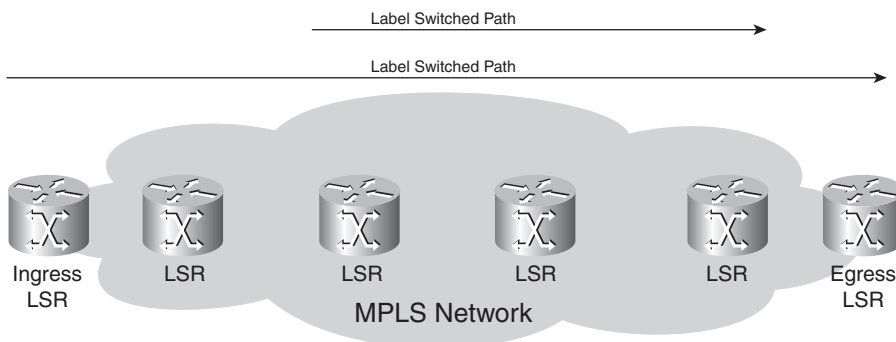 Label Switched Path
Label Switched Path
Ingress
LSR
LSR
LSR
LSR
LSR
Egress
LSR
MPLS Network